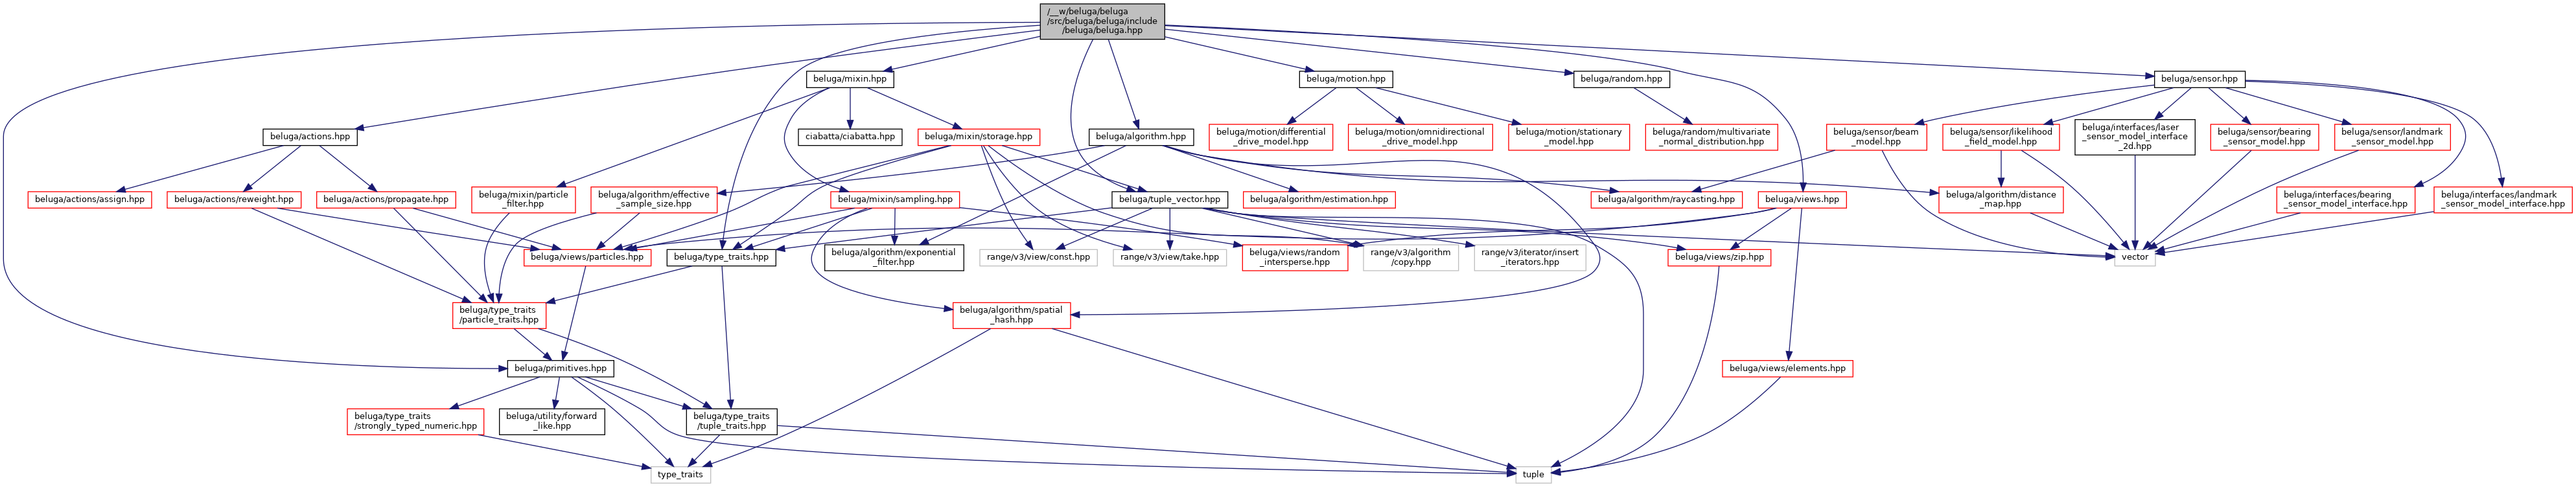 /__w/beluga/beluga
/src/beluga/beluga/include
/beluga/beluga.hpp
beluga/mixin.hpp
beluga/motion.hpp
beluga/random.hpp
beluga/sensor.hpp
beluga/actions.hpp
ciabatta/ciabatta.hpp
beluga/mixin/storage.hpp
beluga/algorithm.hpp
beluga/motion/differential
_drive_model.hpp
beluga/motion/omnidirectional
_drive_model.hpp
beluga/motion/stationary
_model.hpp
beluga/random/multivariate
_normal_distribution.hpp
beluga/sensor/beam
_model.hpp
beluga/sensor/likelihood
_field_model.hpp
beluga/interfaces/laser
_sensor_model_interface
_2d.hpp
beluga/sensor/bearing
_sensor_model.hpp
beluga/sensor/landmark
_sensor_model.hpp
beluga/actions/assign.hpp
beluga/actions/reweight.hpp
beluga/actions/propagate.hpp
beluga/mixin/particle
_filter.hpp
beluga/algorithm/effective
_sample_size.hpp
beluga/mixin/sampling.hpp
beluga/tuple_vector.hpp
beluga/algorithm/estimation.hpp
beluga/algorithm/raycasting.hpp
beluga/views.hpp
beluga/algorithm/distance
_map.hpp
beluga/interfaces/bearing
_sensor_model_interface.hpp
beluga/interfaces/landmark
_sensor_model_interface.hpp
beluga/views/particles.hpp
beluga/type_traits.hpp
beluga/algorithm/exponential
_filter.hpp
range/v3/view/const.hpp
range/v3/view/take.hpp
beluga/views/random
_intersperse.hpp
range/v3/algorithm
/copy.hpp
range/v3/iterator/insert
_iterators.hpp
beluga/views/zip.hpp
vector
beluga/type_traits
/particle_traits.hpp
beluga/algorithm/spatial
_hash.hpp
beluga/primitives.hpp
beluga/views/elements.hpp
beluga/type_traits
/strongly_typed_numeric.hpp
beluga/utility/forward
_like.hpp
beluga/type_traits
/tuple_traits.hpp
type_traits
tuple